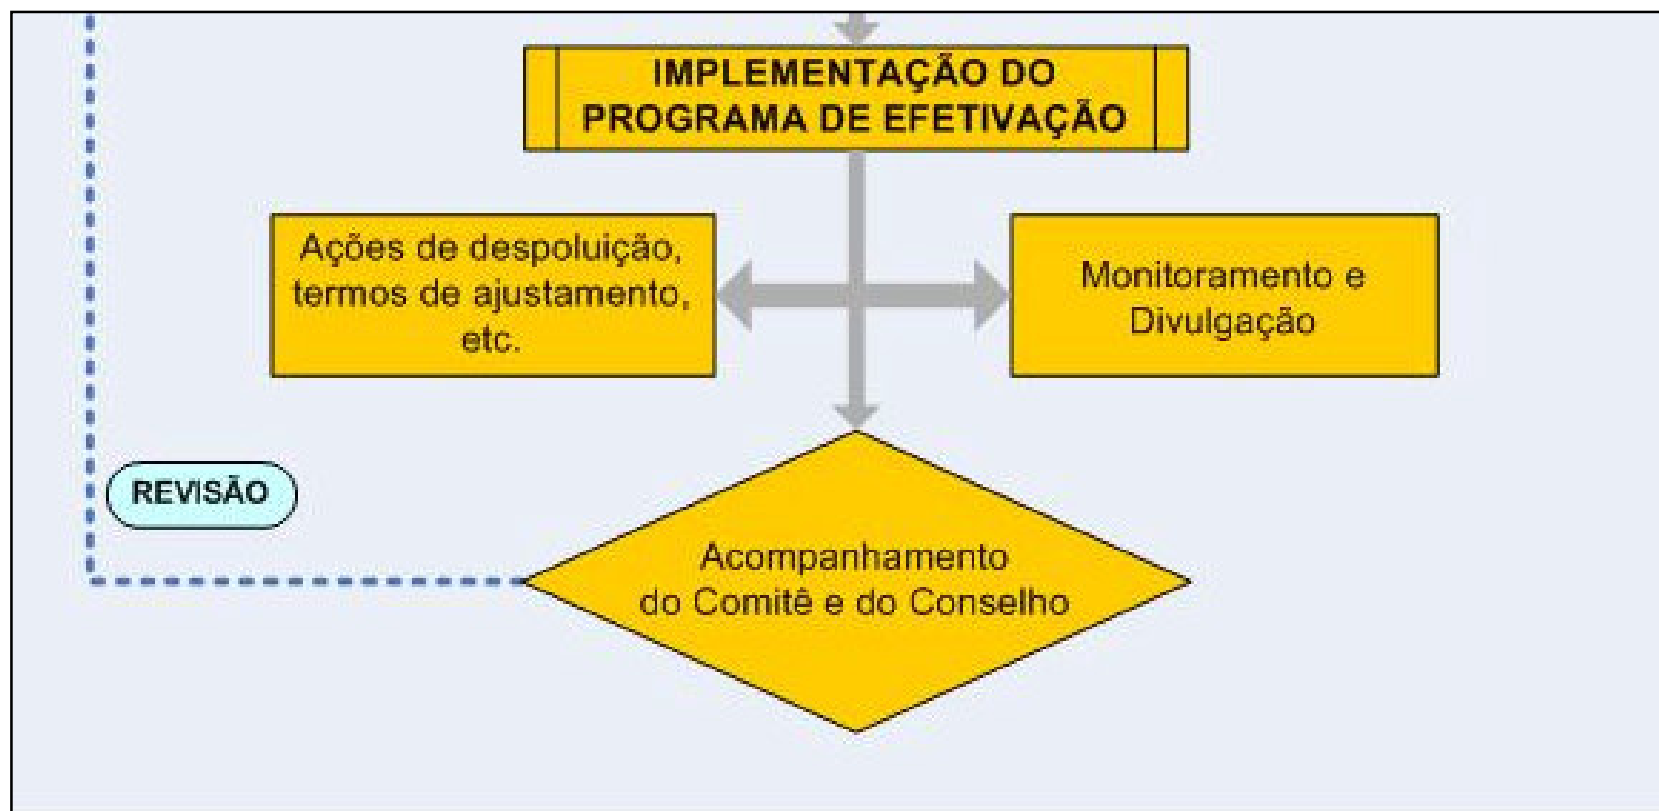 IMPLEMENTAÇÃO DO
PROGRAMA DE EFETIVAÇÃO
Ações de despoluição,
termos de ajustamento,
etc.
Monitoramento e
Divulgação
REVISÃO
Acompanhamento
do Comitê e do Conselho